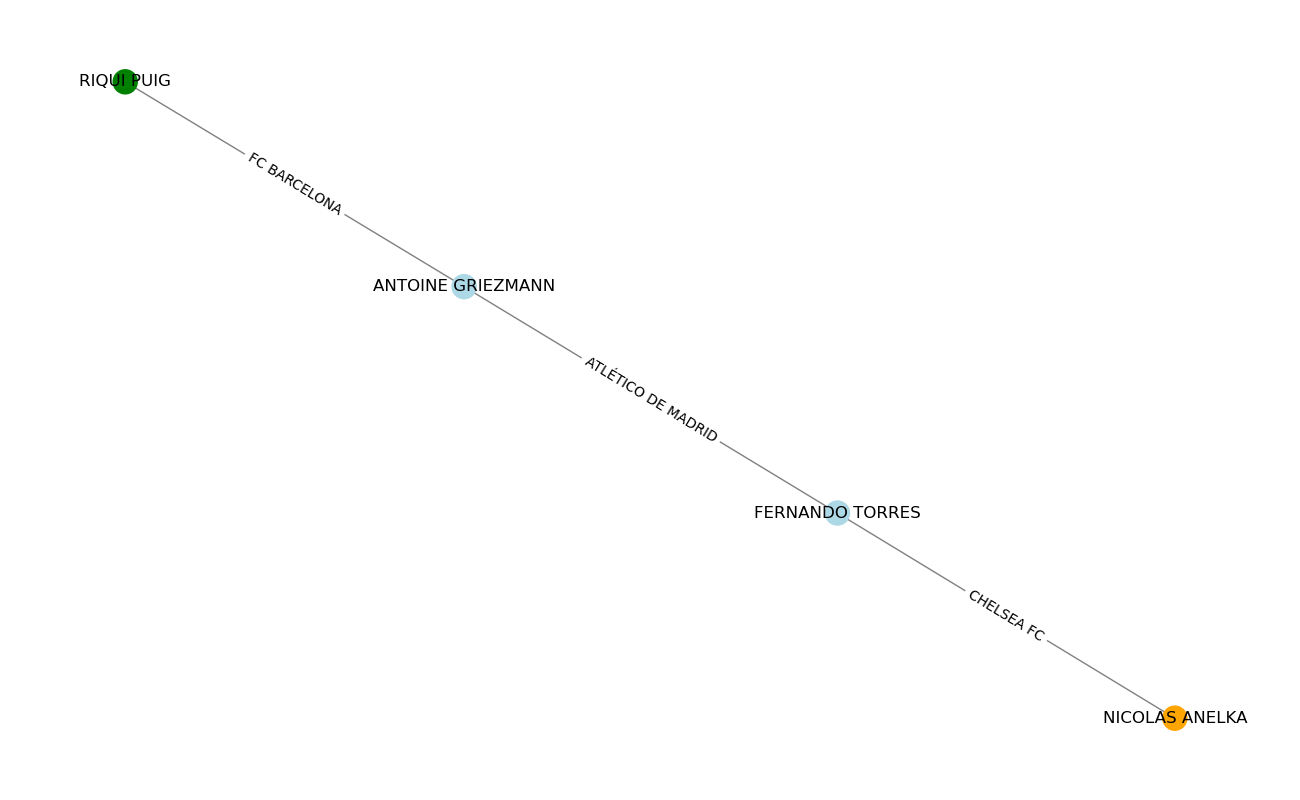 RIQUI PUIG
FC BARCELONA
ANTOINE GRIEZMANN
ATLÉTICO DE MADRID
FERNANDO TORRES
CHELSEA FC
NICOLAS ANELKA